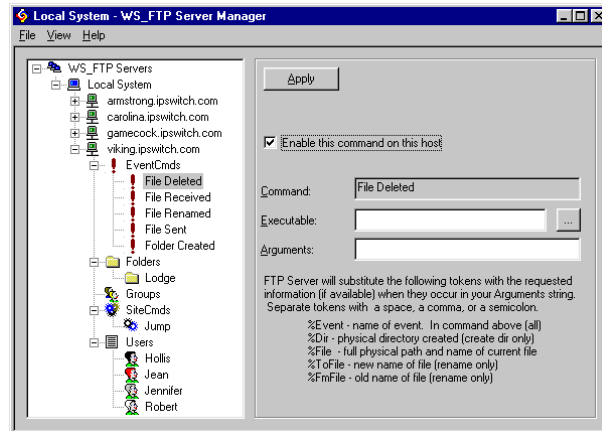 Local System - WS_FTP Server Manager
File View Help
WS_FTP Servers
Local System
armstrong.ipswitch.com
carolina.ipswitch.com
gamecock.ipswitch.com
viking.ipswitch.com
EventCmds
File Deleted
File Received
File Renamed
File Sent
Folder Created
Folders
Lodge
Groups
SiteCmds
Jump
Users
Hollis
Jean
Jennifer
Robert
Apply
Enable this command on this host
Command: File Deleted
Executable: ...
Arguments:
FTP Server will substitute the following tokens with the requested
information (if available) when they occur in your Arguments string.
Separate tokens with a space, a comma, or a semicolon.
%Event - name of event. In command above (all)
%Dir - physical directory created (create dir only)
%File - full physical path and name of current file
%ToFile - new name of file (rename only)
%FmFile - old name of file (rename only)